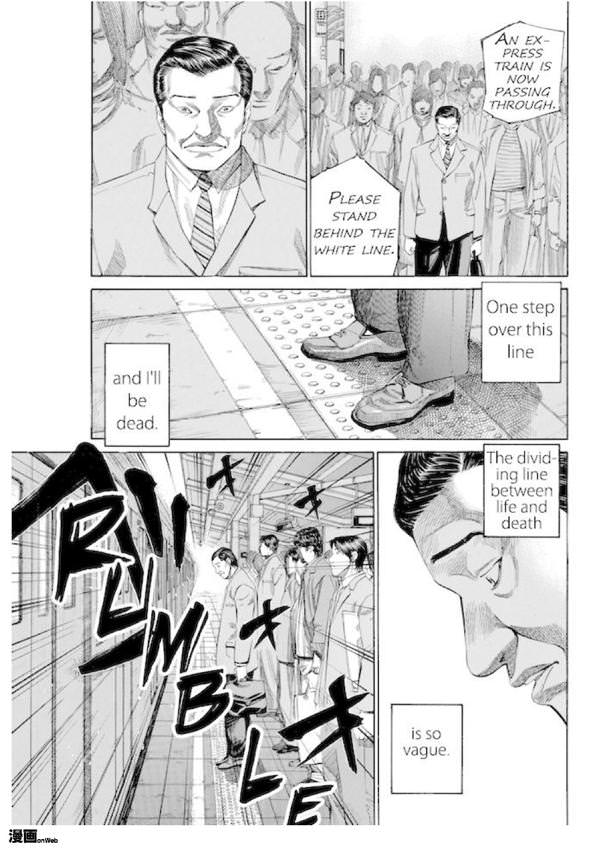 AN EX-
PRESS
TRAIN IS
NOW
PASSING
THROUGH.
PLEASE
STAND
BEHIND THE
WHITE LINE.
One step
over this
line
and I'll
be
dead.
The divid-
ing line
between
life and
death
is so
vague.
RUMBLE
漫画onWeb